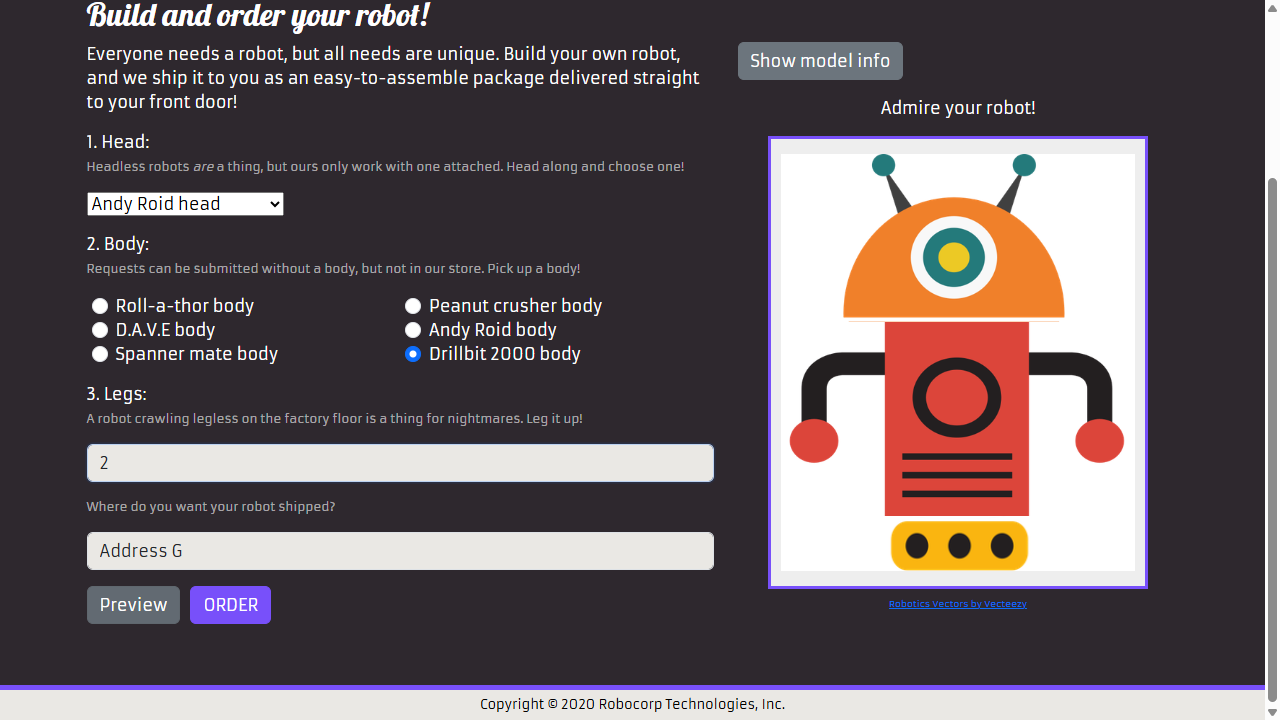 Build and order your robot!
Everyone needs a robot, but all needs are unique. Build your own robot,
and we ship it to you as an easy-to-assemble package delivered straight
to your front door!
1. Head:
Headless robots are a thing, but ours only work with one attached. Head along and choose one!
Andy Roid head
2. Body:
Requests can be submitted without a body, but not in our store. Pick up a body!
Roll-a-thor body
Peanut crusher body
D.A.V.E body
Andy Roid body
Spanner mate body
Drillbit 2000 body
3. Legs:
A robot crawling legless on the factory floor is a thing for nightmares. Leg it up!
2
Where do you want your robot shipped?
Address G
Preview
ORDER
Show model info
Admire your robot!
Robotics Vectors by Vecteezy
Copyright © 2020 Robocorp Technologies, Inc.